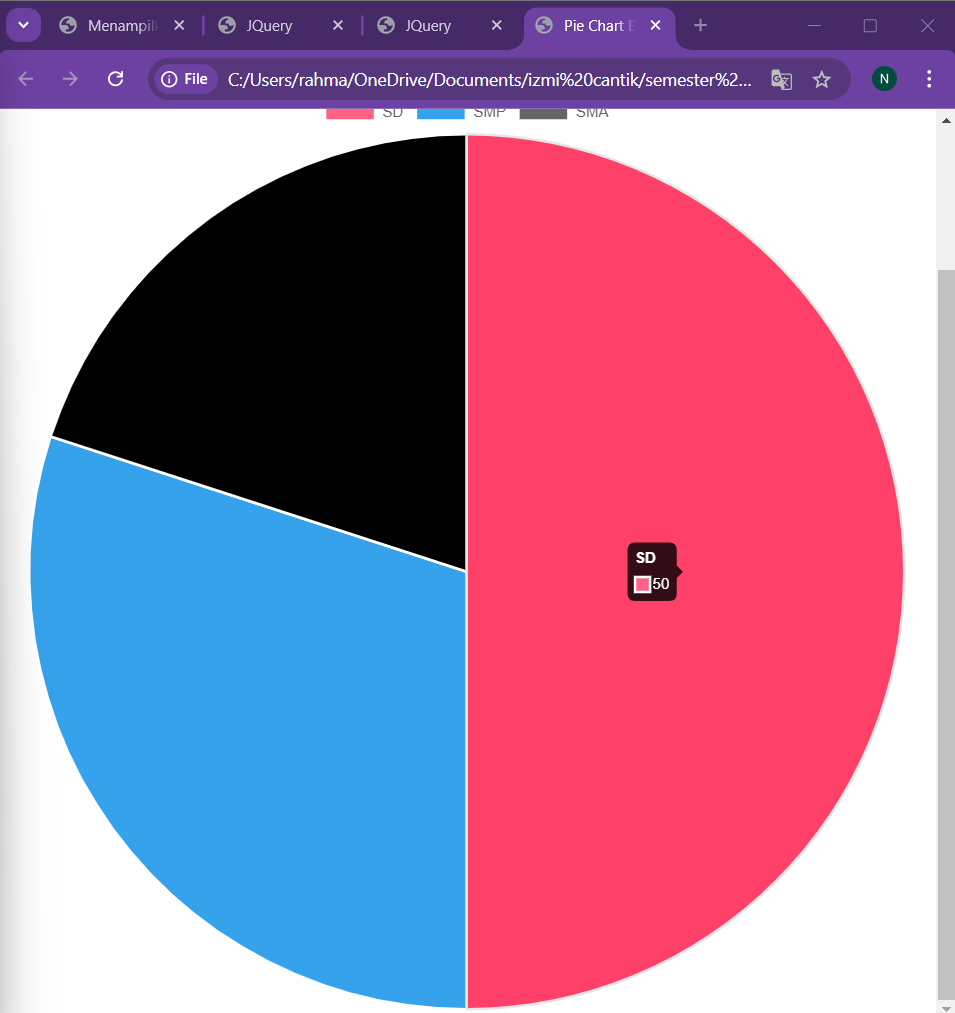 Menampil
JQuery
JQuery
Pie Chart
File
C:/Users/rahma/OneDrive/Documents/izmi%20cantik/semester%2...
N
SD SMP SMA
SD
50